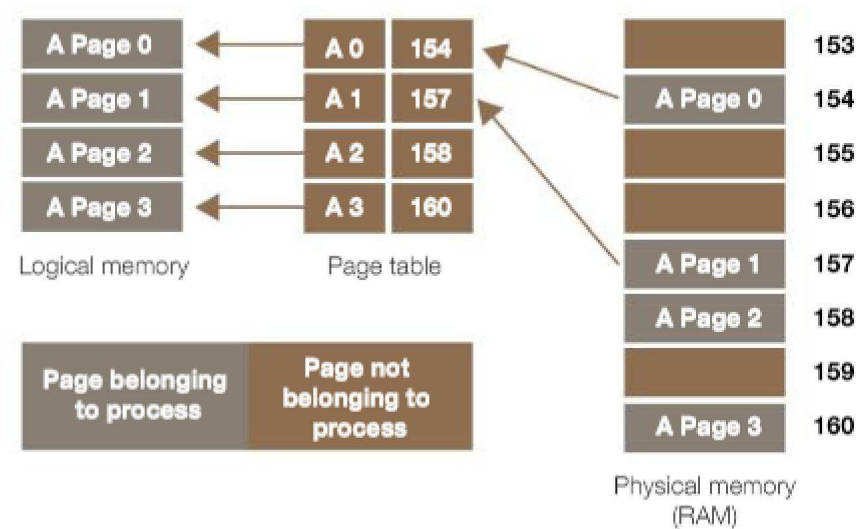 A Page 0
A Page 1
A Page 2
A Page 3
Logical memory
A 0 154
A 1 157
A 2 158
A 3 160
Page table
153
A Page 0 154
155
156
A Page 1 157
A Page 2 158
159
A Page 3 160
Physical memory
(RAM)
Page belonging
to process
Page not
belonging to
process